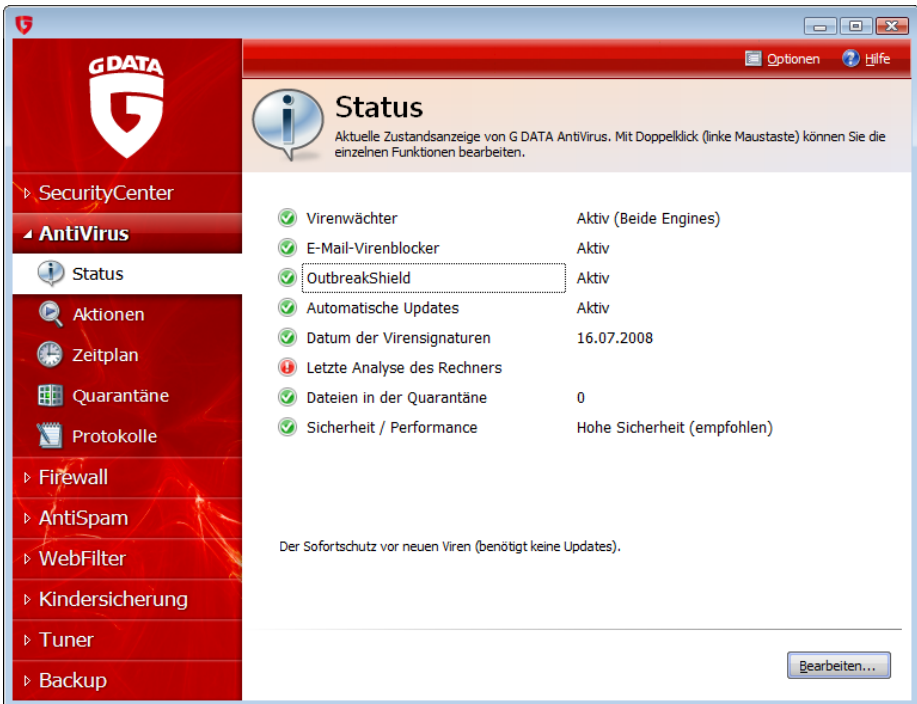 G DATA
Optionen
Hilfe
Status
Aktuelle Zustandsanzeige von G DATA AntiVirus. Mit Doppelklick (linke Maustaste) können Sie die
einzelnen Funktionen bearbeiten.
SecurityCenter
AntiVirus
Status
Aktionen
Zeitplan
Quarantäne
Protokolle
Firewall
AntiSpam
WebFilter
Kindersicherung
Tuner
Backup
Virenwächter Aktiv (Beide Engines)
E-Mail-Virenblocker Aktiv
OutbreakShield Aktiv
Automatische Updates Aktiv
Datum der Virensignaturen 16.07.2008
Letzte Analyse des Rechners
Dateien in der Quarantäne 0
Sicherheit / Performance Hohe Sicherheit (empfohlen)
Der Sofortschutz vor neuen Viren (benötigt keine Updates).
Bearbeiten...